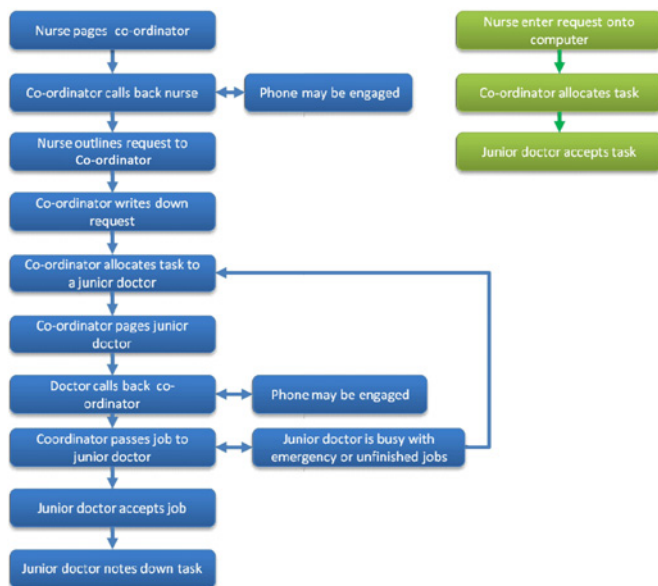 Nurse pages co-ordinator
Co-ordinator calls back nurse
Phone may be engaged
Nurse outlines request to
Co-ordinator
Co-ordinator writes down
request
Co-ordinator allocates task to
a junior doctor
Co-ordinator pages junior
doctor
Doctor calls back co-
ordinator
Phone may be engaged
Coordinator passes job to
junior doctor
Junior doctor is busy with
emergency or unfinished jobs
Junior doctor accepts job
Junior doctor notes down task
Nurse enter request onto
computer
Co-ordinator allocates task
Junior doctor accepts task